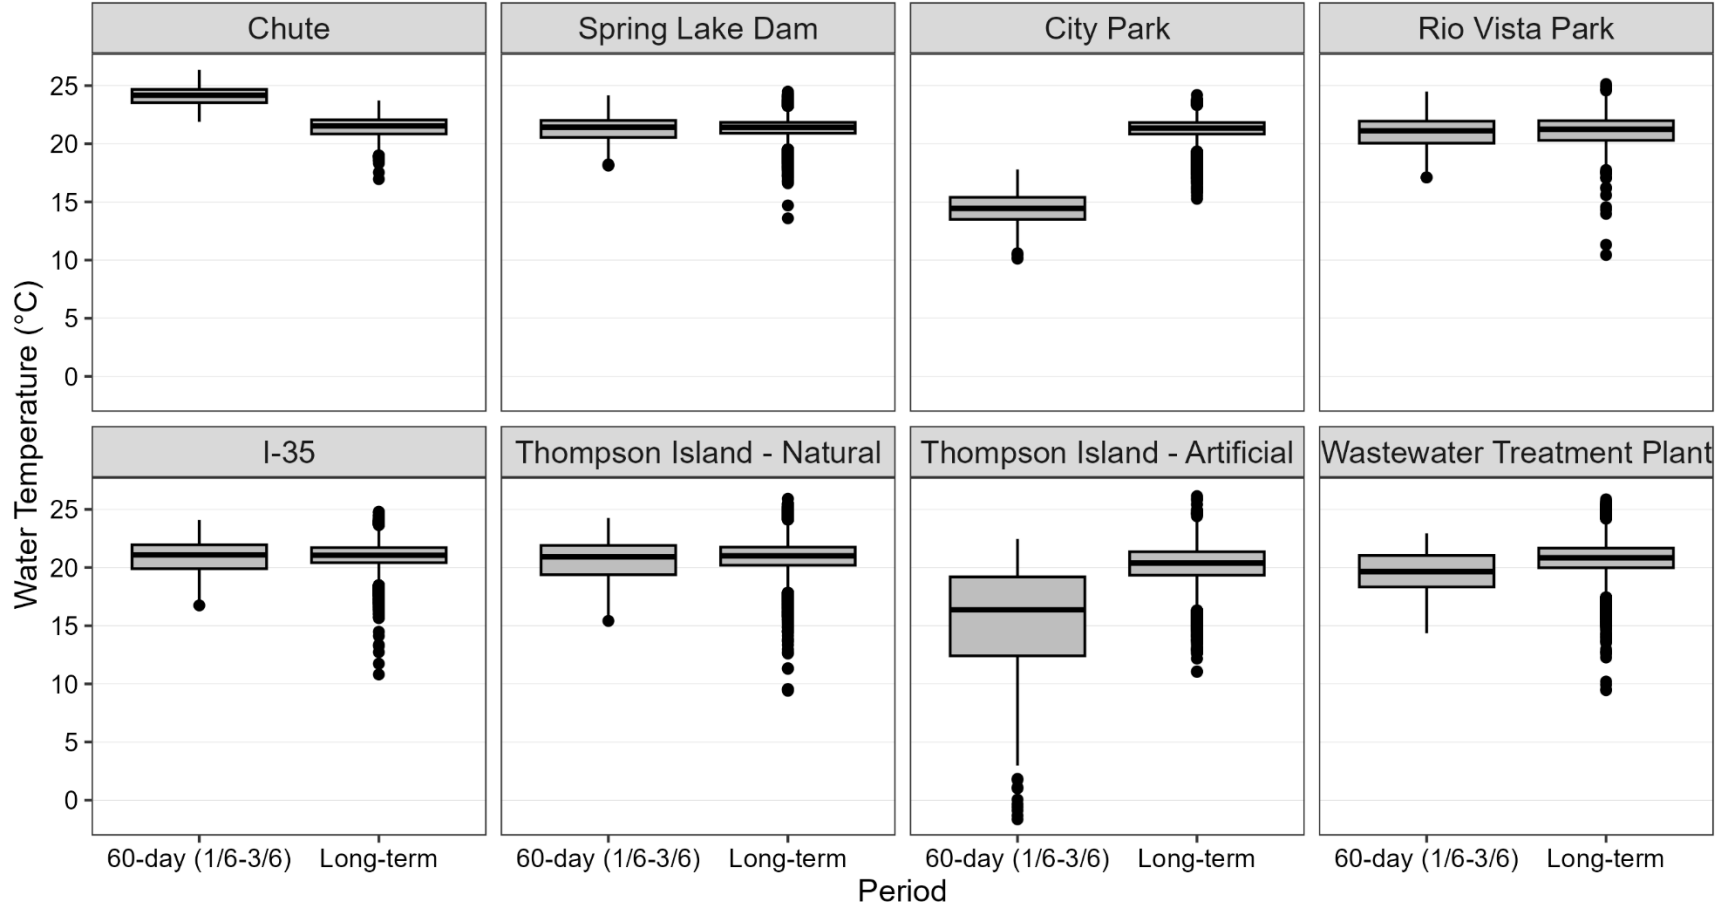 Chute
Spring Lake Dam
City Park
Rio Vista Park
25
20
15
10
5
0
Water Temperature (°C)
I-35
Thompson Island - Natural
Thompson Island - Artificial
Wastewater Treatment Plant
25
20
15
10
5
0
60-day (1/6-3/6)
Long-term
60-day (1/6-3/6)
Long-term
60-day (1/6-3/6)
Long-term
60-day (1/6-3/6)
Long-term
Period